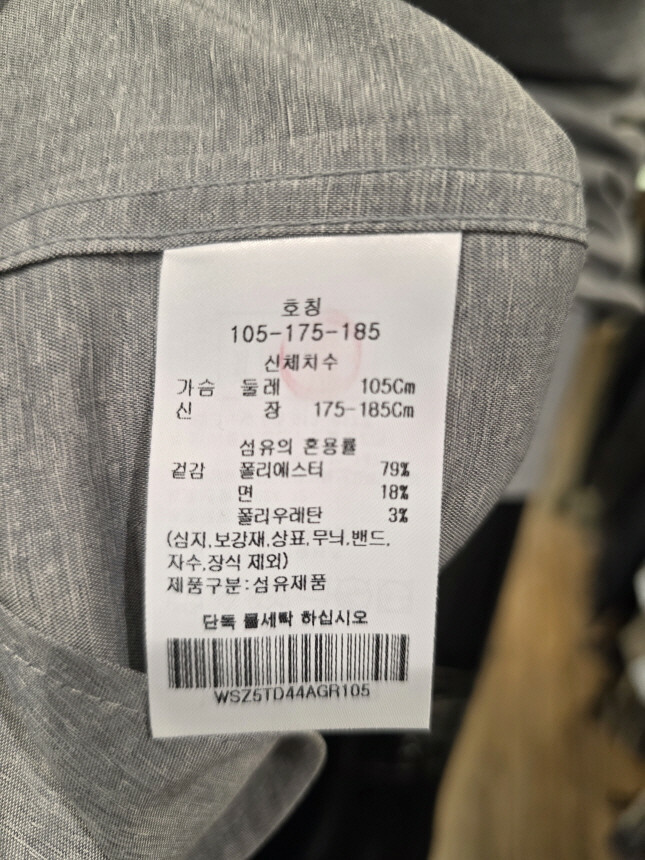 호칭
105-175-185
신체치수
가슴 둘레 105Cm
신 장 175-185Cm
섬유의 혼용률
겉감 폴리에스터 79%
면 18%
폴리우레탄 3%
(심지,보강재,상표,무늬,밴드,
자수,장식 제외)
제품구분:섬유제품
단독 물세탁 하십시오
WSZ5TD44AGR105